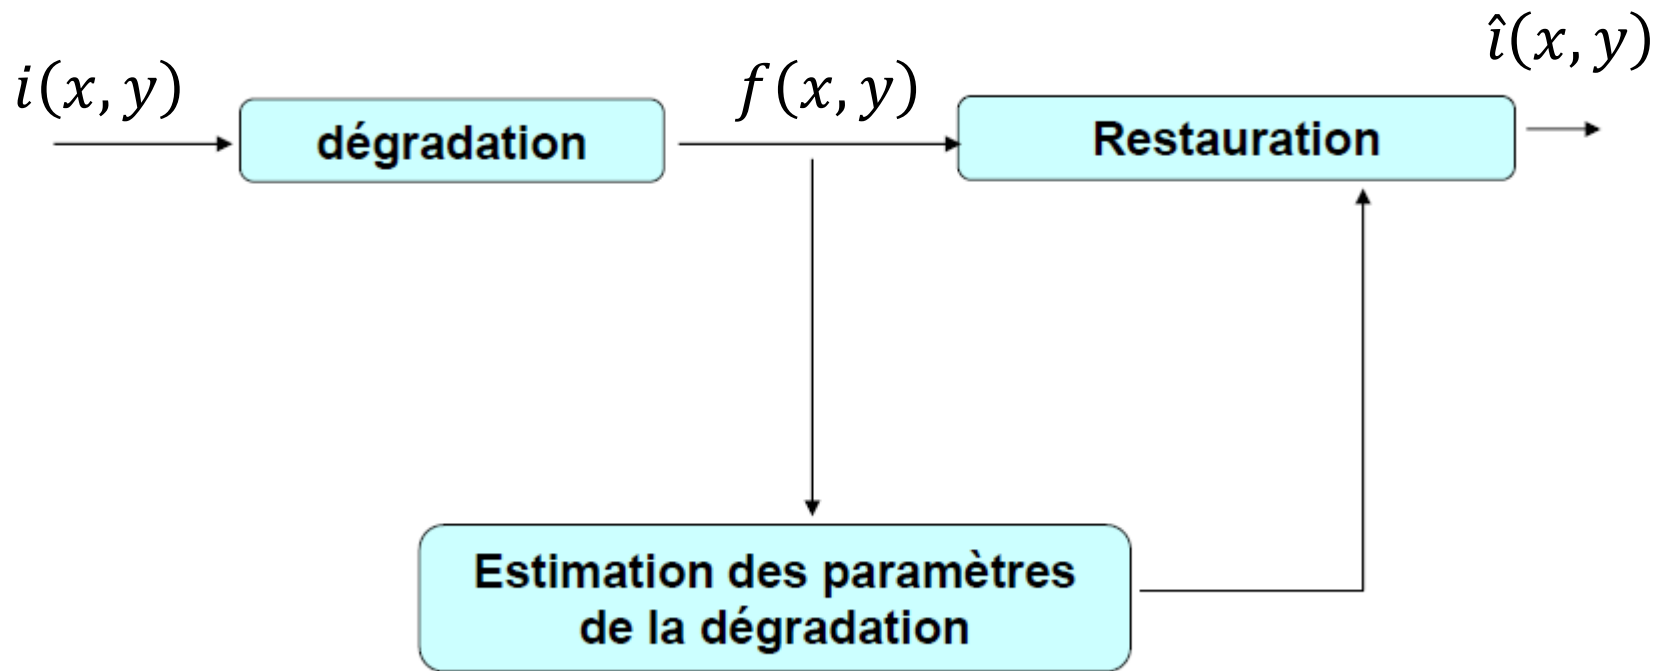 i(x, y)
dégradation
f(x, y)
Restauration
î(x, y)
Estimation des paramètres
de la dégradation